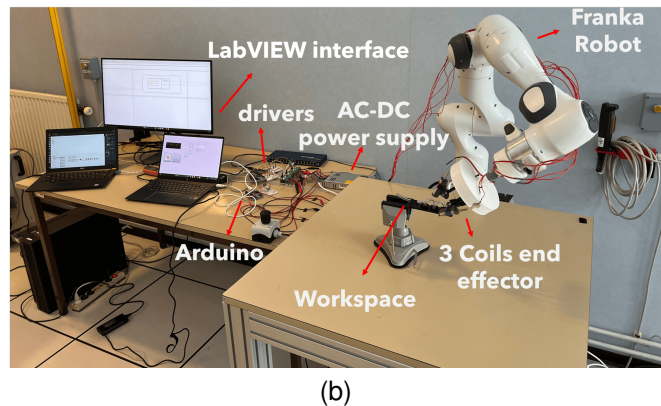 Franka
Robot
LabVIEW interface
drivers
AC-DC
power supply
Arduino
3 Coils end
effector
Workspace
(b)